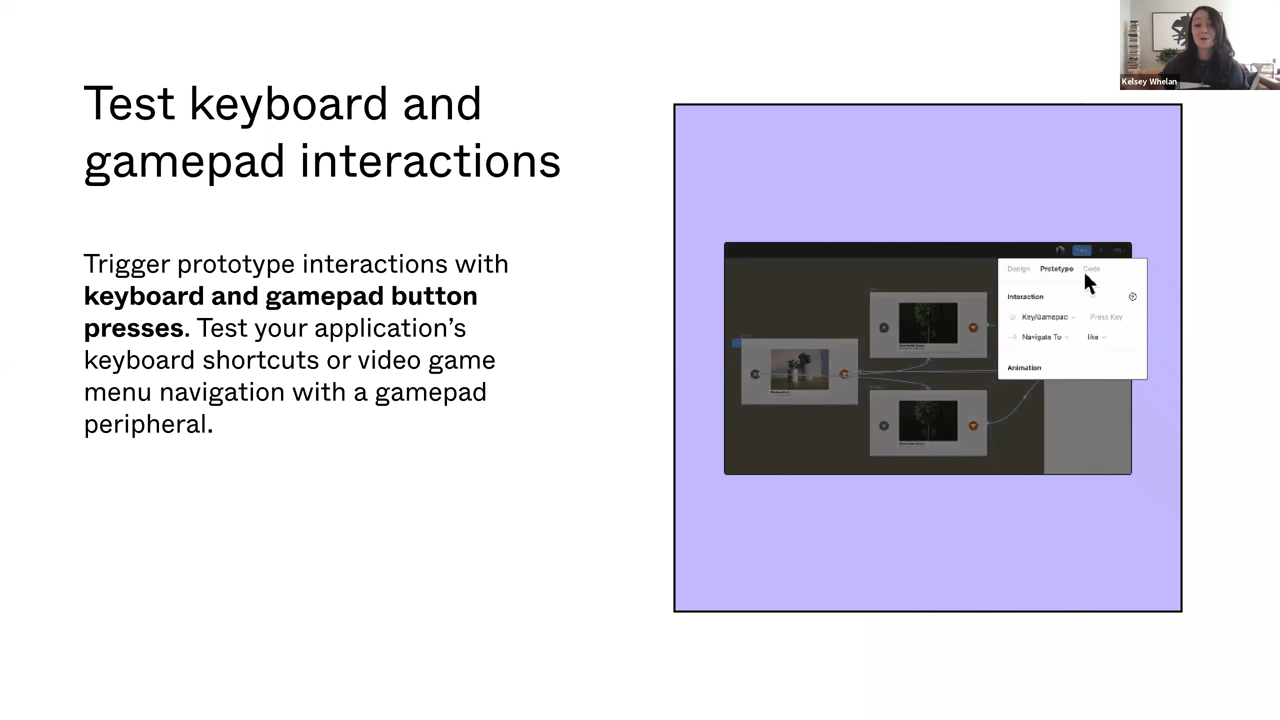 Test keyboard and
gamepad interactions
Trigger prototype interactions with
keyboard and gamepad button
presses. Test your application’s
keyboard shortcuts or video game
menu navigation with a gamepad
peripheral.
Kelsey Whelan
Design Prototype Code
Interaction
Key/Gamepad Press Key
Navigate To like
Animation